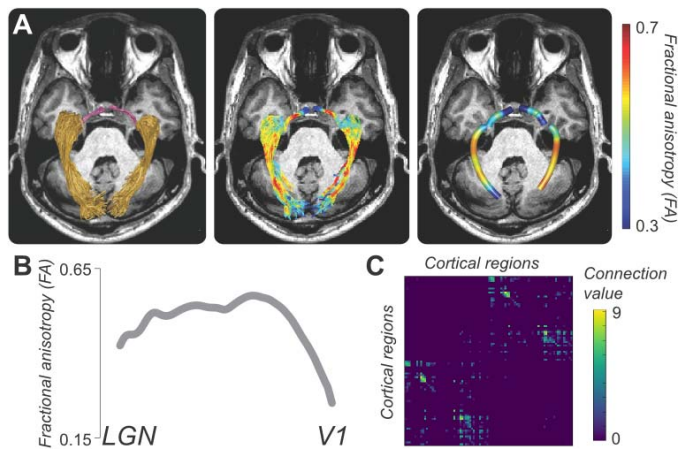 A
0.7
Fractional anisotropy (FA)
0.3
B
0.65
Fractional anisotropy (FA)
0.15
LGN
V1
C
Cortical regions
Cortical regions
Connection
value
9
0